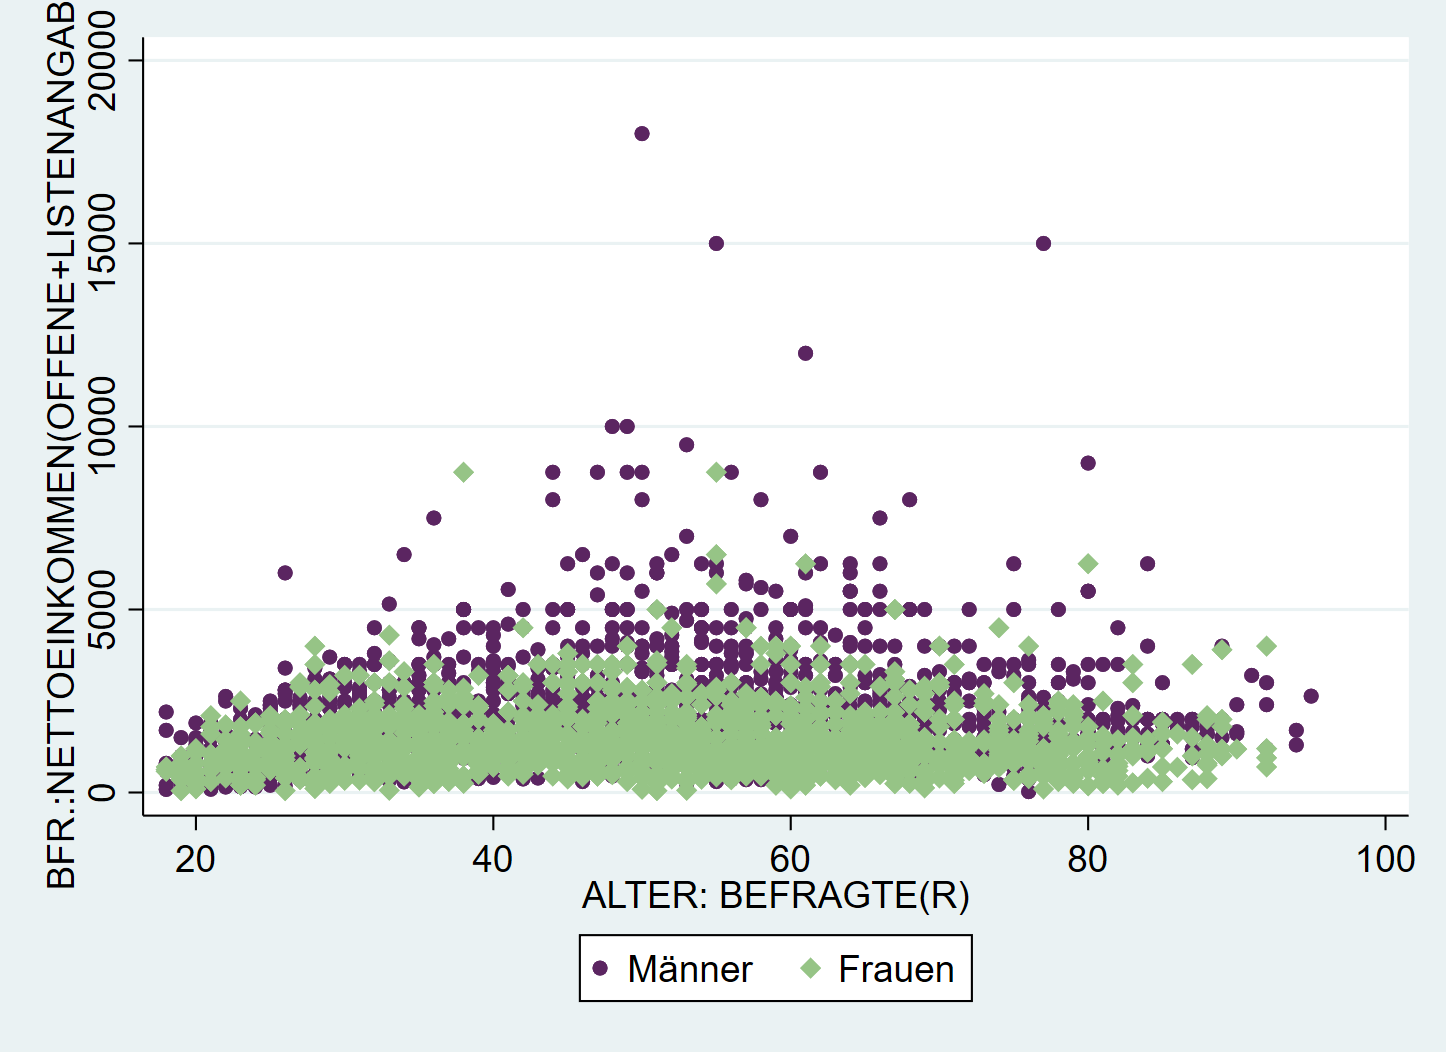 BFR.:NETTOEINKOMMEN(OFFENE+LISTENANGAB
20000
15000
10000
5000
0
20 40 60 80 100
ALTER: BEFRAGTE(R)
Männer Frauen